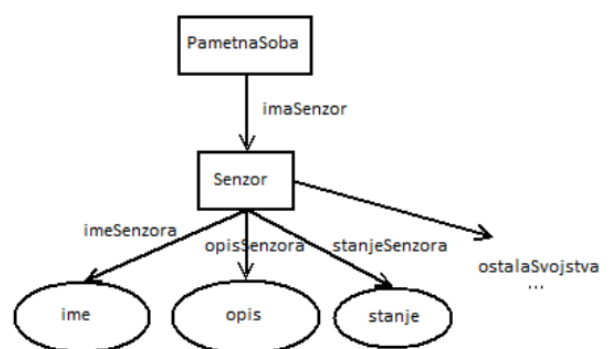 PametnaSoba
imaSenzor
Senzor
imeSenzora
opisSenzora
stanjeSenzora
ostalaSvojstva
...
ime
opis
stanje